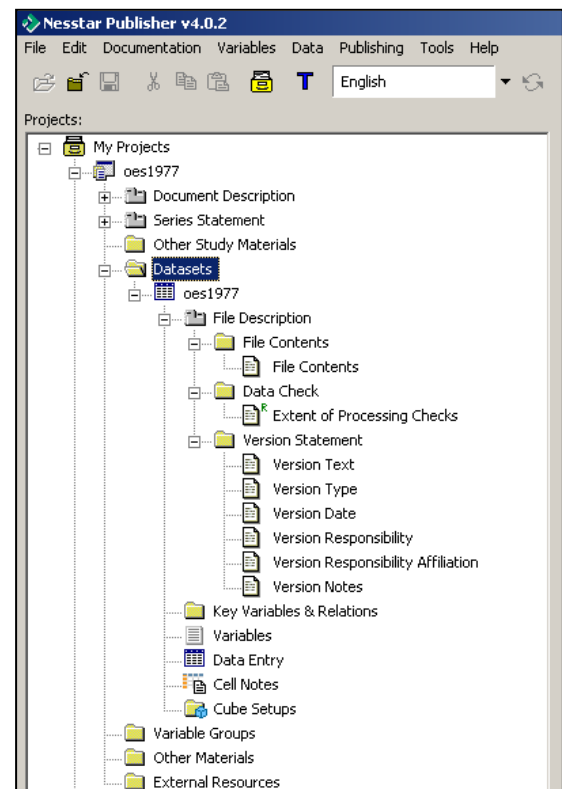 Nesstar Publisher v4.0.2
File Edit Documentation Variables Data Publishing Tools Help
T English
Projects:
My Projects
oes1977
Document Description
Series Statement
Other Study Materials
Datasets
oes1977
File Description
File Contents
File Contents
Data Check
R Extent of Processing Checks
Version Statement
Version Text
Version Type
Version Date
Version Responsibility
Version Responsibility Affiliation
Version Notes
Key Variables & Relations
Variables
Data Entry
Cell Notes
Cube Setups
Variable Groups
Other Materials
External Resources